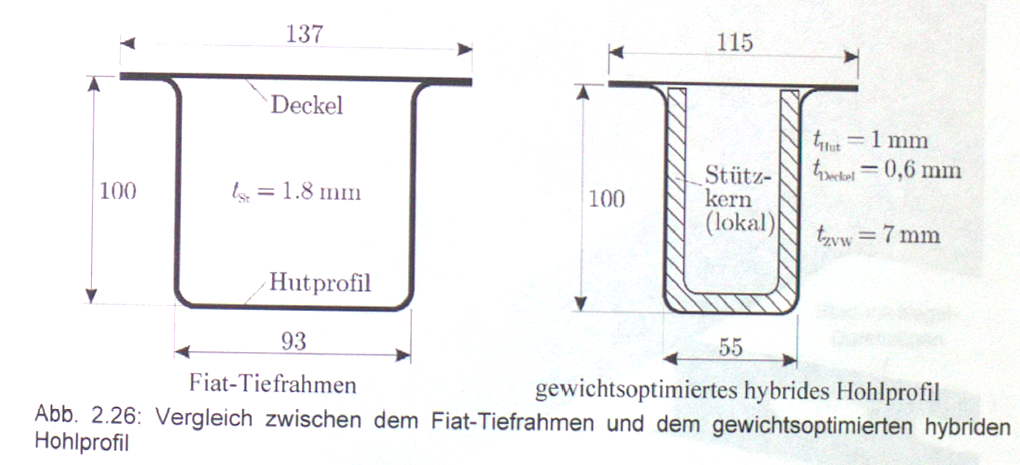 137
115
Deckel
100
t_St = 1.8 mm
Hutprofil
93
Fiat-Tiefrahmen
t_Hut = 1 mm
t_Deckel = 0,6 mm
100
Stütz-
kern
(lokal)
t_ZVW = 7 mm
55
gewichtsoptimiertes hybrides Hohlprofil
Abb. 2.26: Vergleich zwischen dem Fiat-Tiefrahmen und dem gewichtsoptimierten hybriden
Hohlprofil